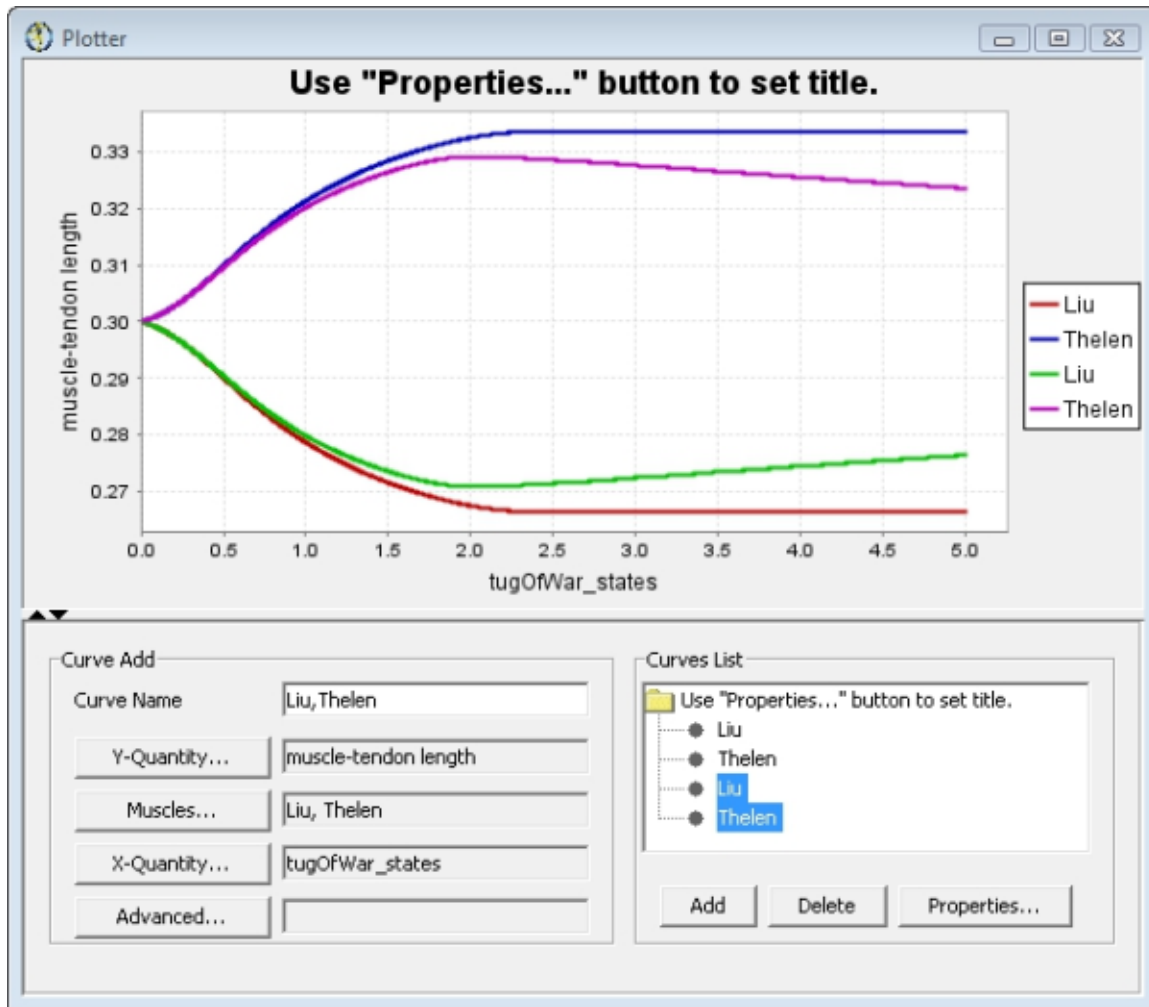 Plotter
Use "Properties..." button to set title.
muscle-tendon length
0.33
0.32
0.31
0.30
0.29
0.28
0.27
0.0 0.5 1.0 1.5 2.0 2.5 3.0 3.5 4.0 4.5 5.0
tugOfWar_states
Liu
Thelen
Liu
Thelen
Curve Add
Curve Name Liu,Thelen
Y-Quantity... muscle-tendon length
Muscles... Liu, Thelen
X-Quantity... tugOfWar_states
Advanced...
Curves List
Use "Properties..." button to set title.
Liu
Thelen
Liu
Thelen
Add Delete Properties...